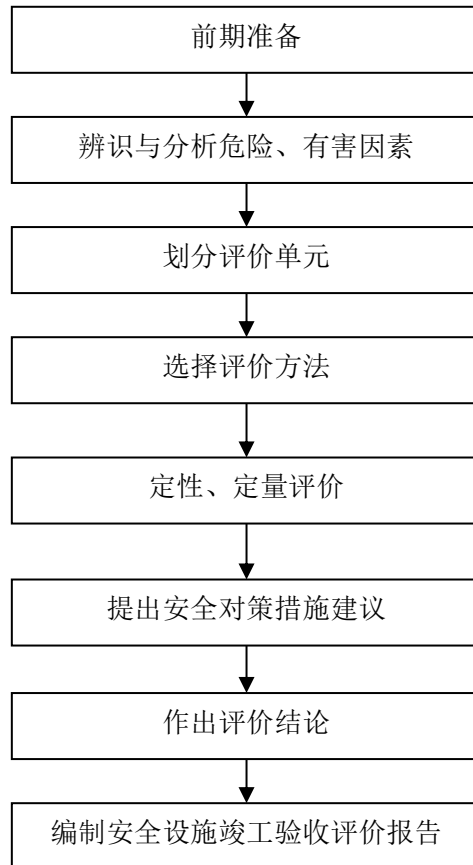 前期准备
辨识与分析危险、有害因素
划分评价单元
选择评价方法
定性、定量评价
提出安全对策措施建议
作出评价结论
编制安全设施竣工验收评价报告